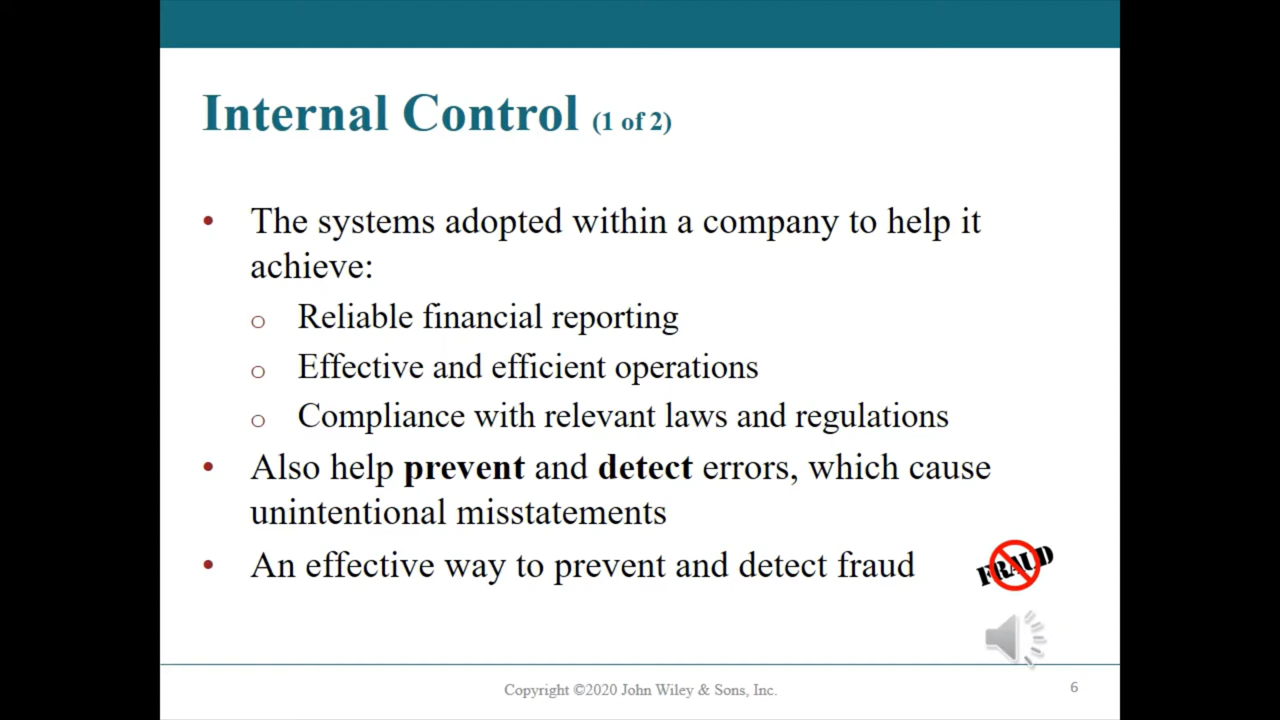 Internal Control (1 of 2)
• The systems adopted within a company to help it
achieve:
o Reliable financial reporting
o Effective and efficient operations
o Compliance with relevant laws and regulations
• Also help prevent and detect errors, which cause
unintentional misstatements
• An effective way to prevent and detect fraud
FRAUD
Copyright ©2020 John Wiley & Sons, Inc.
6